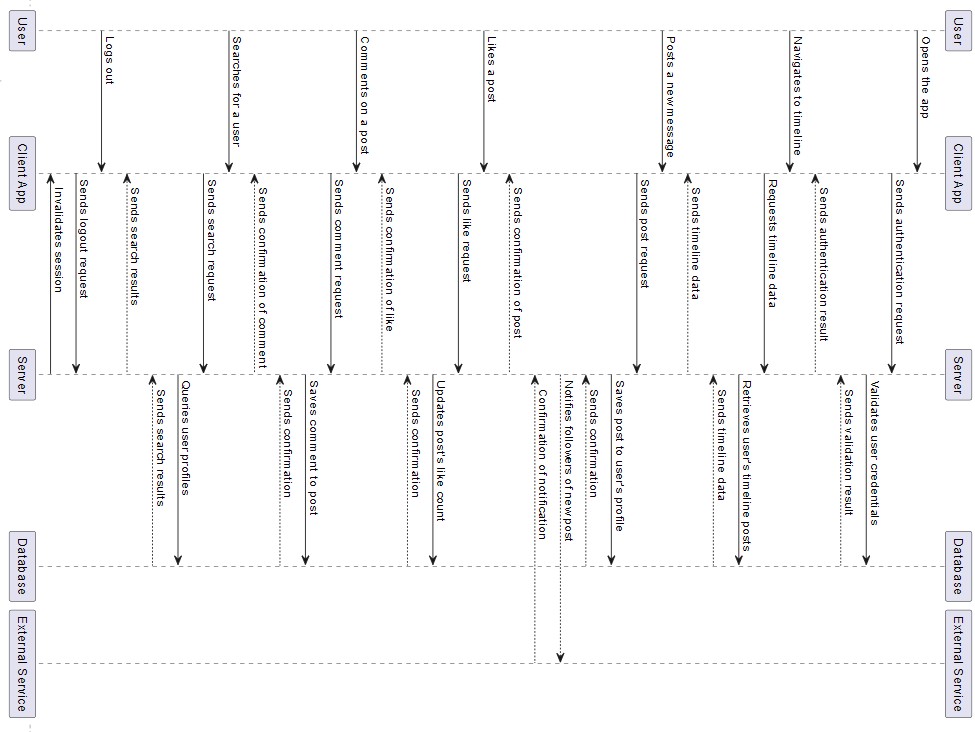 User Client App Server Database External Service
Opens the app
Sends authentication request
Validates user credentials
Sends validation result
Sends authentication result
Navigates to timeline
Requests timeline data
Retrieves user's timeline posts
Sends timeline data
Sends timeline data
Posts a new message
Sends post request
Saves post to user's profile
Sends confirmation
Notifies followers of new post
Confirmation of notification
Sends confirmation of post
Likes a post
Sends like request
Updates post's like count
Sends confirmation
Sends confirmation of like
Comments on a post
Sends comment request
Saves comment to post
Sends confirmation
Sends confirmation of comment
Searches for a user
Sends search request
Queries user profiles
Sends search results
Sends search results
Logs out
Sends logout request
Invalidates session
User Client App Server Database External Service